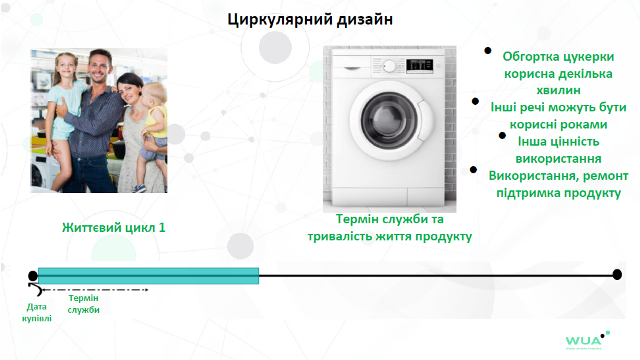 Циркулярний дизайн
Обгортка цукерки
корисна декілька
хвилин
Інші речі можуть бути
корисні роками
Інша цінність
використання
Використання, ремонт
підтримка продукту
Життєвий цикл 1
Термін служби та
тривалість життя продукту
Дата
купівлі
Термін
служби
WUA